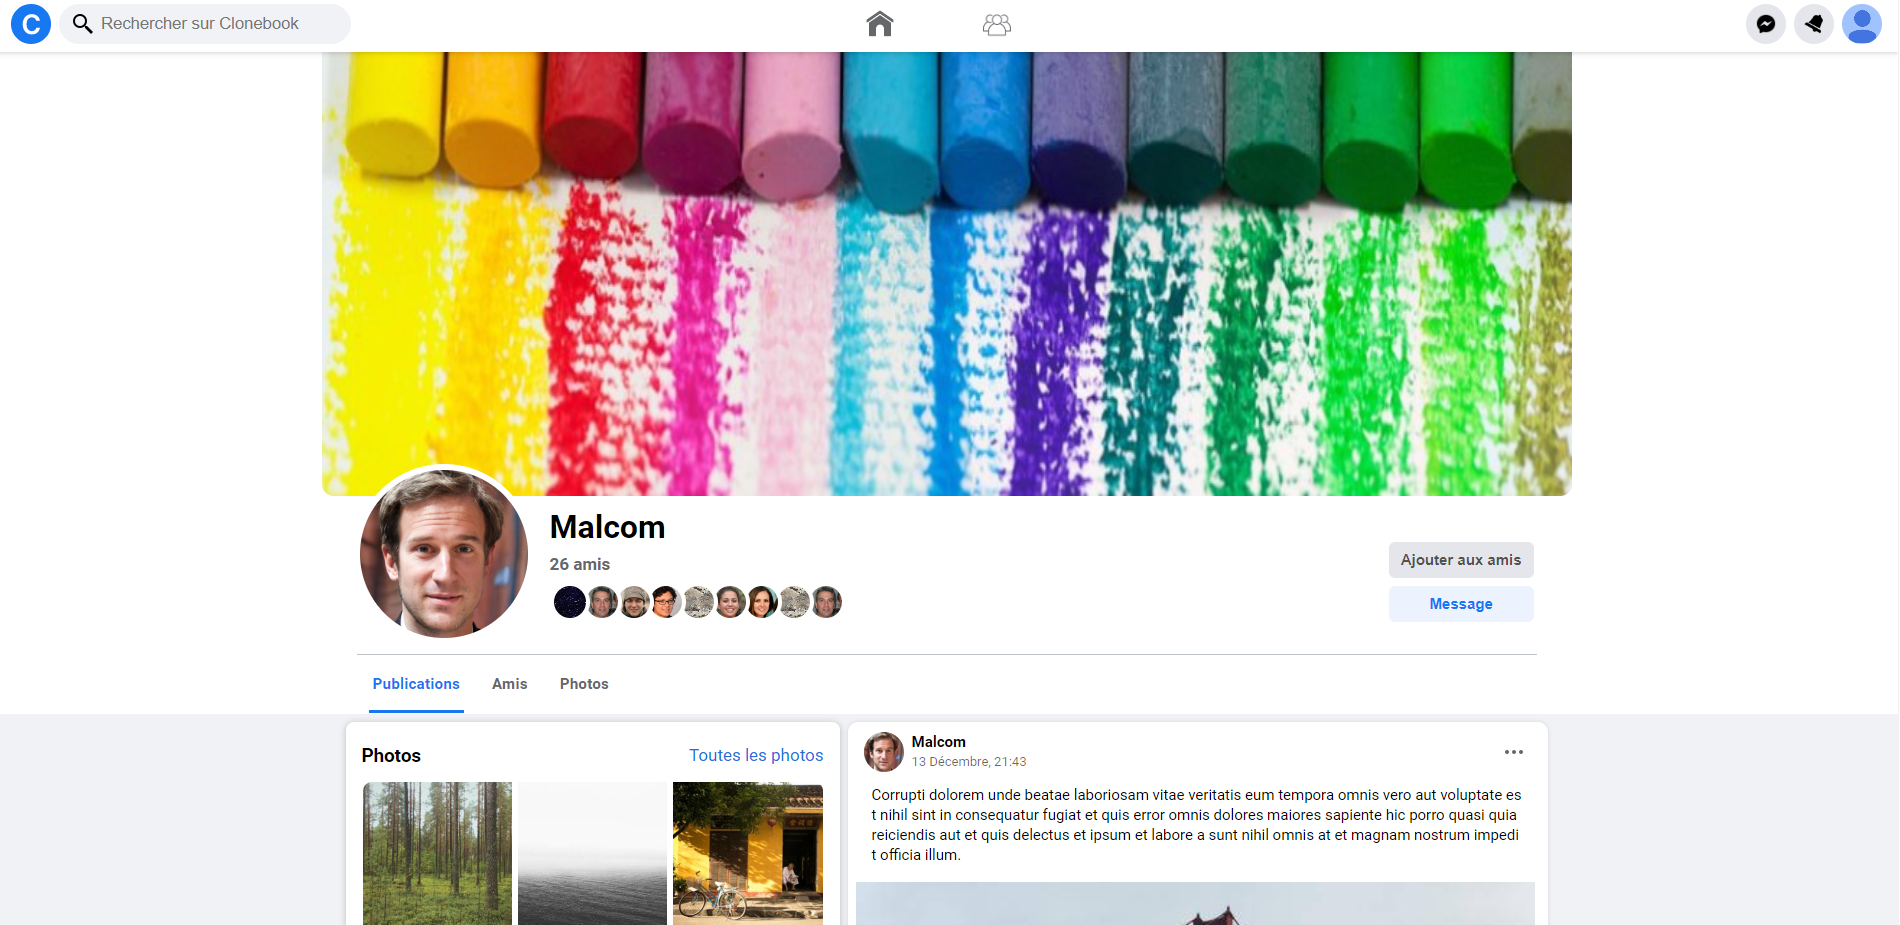 C
Rechercher sur Clonebook
Malcom
26 amis
Ajouter aux amis
Message
Publications
Amis
Photos
Photos
Toutes les photos
Malcom
13 Décembre, 21:43
Corrupti dolorem unde beatae laboriosam vitae veritatis eum tempora omnis vero aut voluptate es
t nihil sint in consequatur fugiat et quis error omnis dolores maiores sapiente hic porro quasi quia
reiciendis aut et quis delectus et ipsum et labore a sunt nihil omnis at et magnam nostrum impedi
t officia illum.